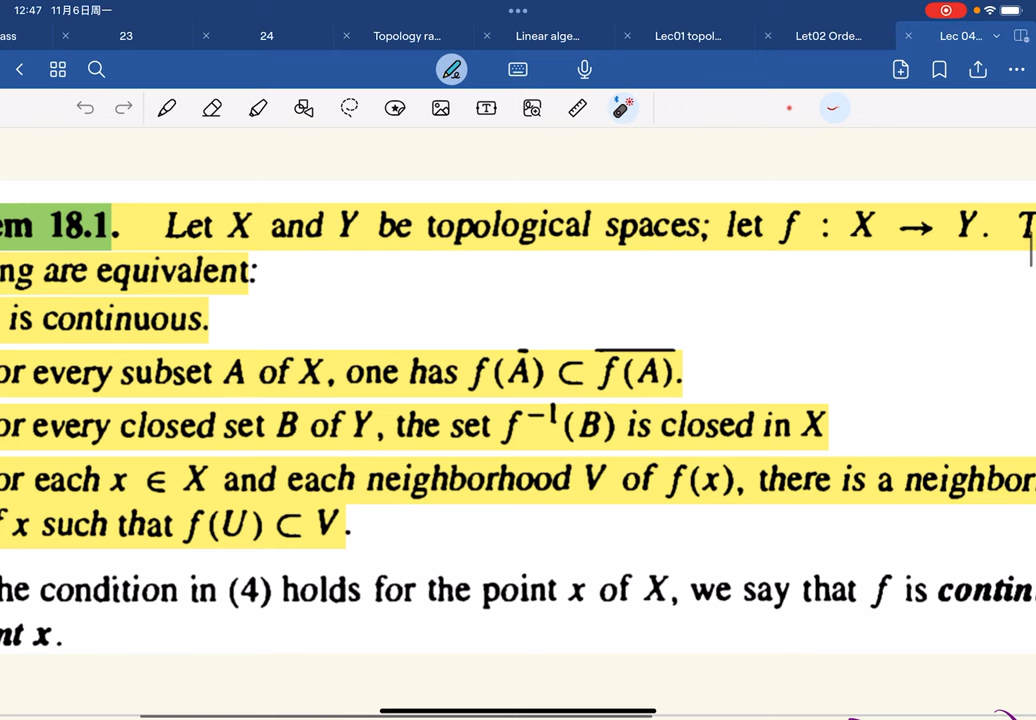 12:47 11月6日周一
ass 23 24 Topology ra... Linear alge... Lec01 topol... Let02 Orde... Lec 04...
em 18.1. Let X and Y be topological spaces; let f : X → Y. T
ng are equivalent:
is continuous.
or every subset A of X, one has f(Ā) ⊂ \overline{f(A)}.
or every closed set B of Y, the set f⁻¹(B) is closed in X
or each x ∈ X and each neighborhood V of f(x), there is a neighbor
f x such that f(U) ⊂ V.
he condition in (4) holds for the point x of X, we say that f is contin
nt x.